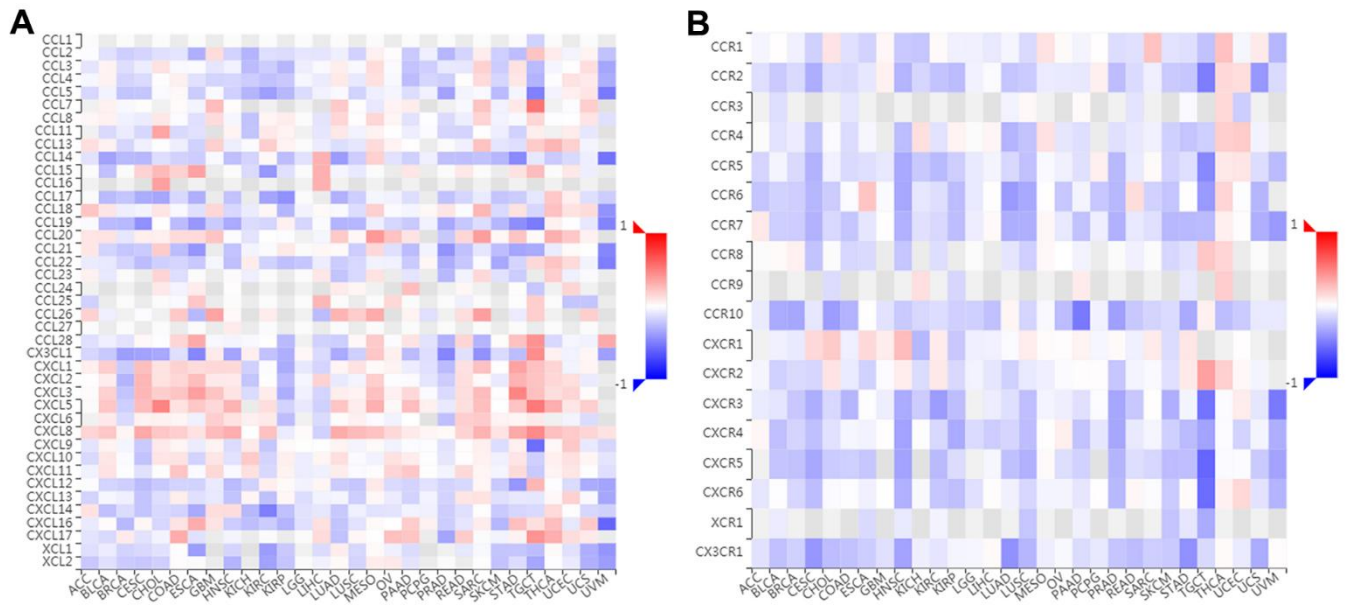 A
CCL1
CCL2
CCL3
CCL4
CCL5
CCL7
CCL8
CCL11
CCL13
CCL14
CCL15
CCL16
CCL17
CCL18
CCL19
CCL20
CCL21
CCL22
CCL23
CCL24
CCL25
CCL26
CCL27
CCL28
CX3CL1
CXCL1
CXCL2
CXCL3
CXCL5
CXCL6
CXCL8
CXCL9
CXCL10
CXCL11
CXCL12
CXCL13
CXCL14
CXCL16
CXCL17
XCL1
XCL2
ACC BLCA BRCA CESC CHOL COAD ESCA GBM HNSC KICH KIRC KIRP LGG LIHC LUAD LUSC MESO OV PAAD PCPG PRAD READ SARC SKCM STAD TGCT THCA UCEC UCS UVM
1
-1
B
CCR1
CCR2
CCR3
CCR4
CCR5
CCR6
CCR7
CCR8
CCR9
CCR10
CXCR1
CXCR2
CXCR3
CXCR4
CXCR5
CXCR6
XCR1
CX3CR1
ACC BLCA BRCA CESC CHOL COAD ESCA GBM HNSC KICH KIRC KIRP LGG LIHC LUAD LUSC MESO OV PAAD PCPG PRAD READ SARC SKCM STAD TGCT THCA UCEC UCS UVM
1
-1